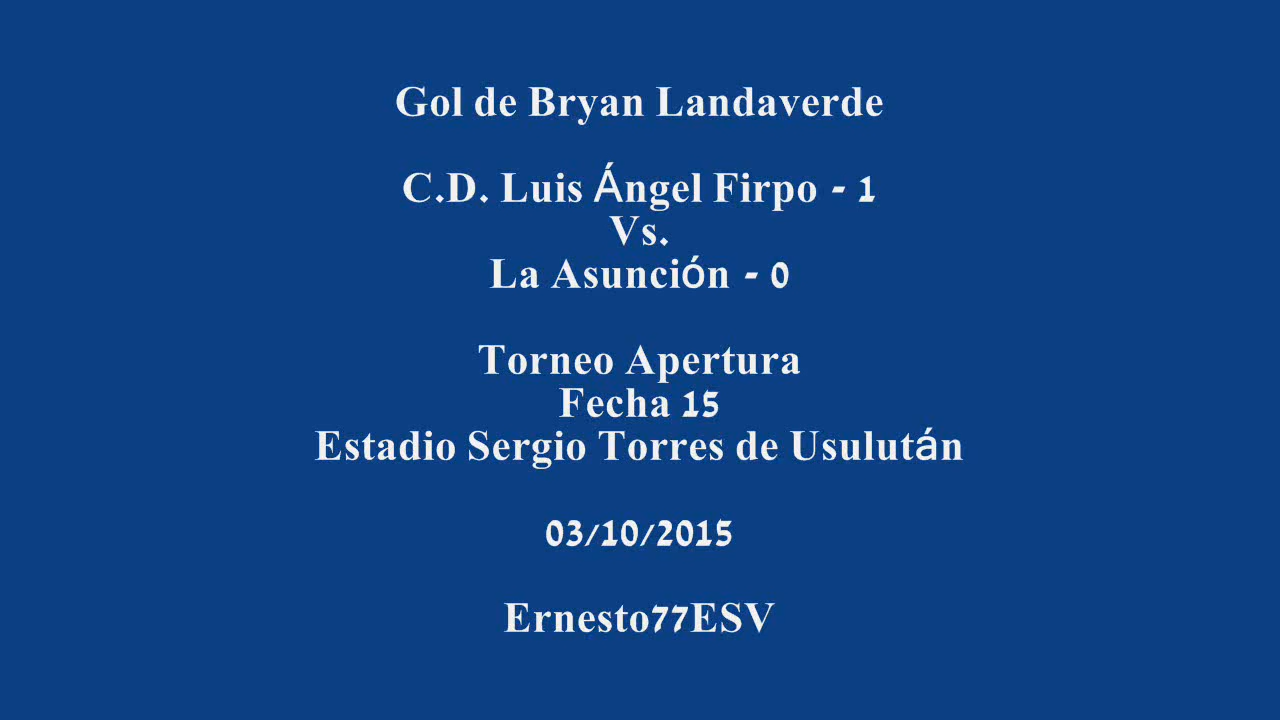 Gol de Bryan Landaverde
C.D. Luis Ángel Firpo - 1
Vs.
La Asunción - 0
Torneo Apertura
Fecha 15
Estadio Sergio Torres de Usulután
03/10/2015
Ernesto77ESV